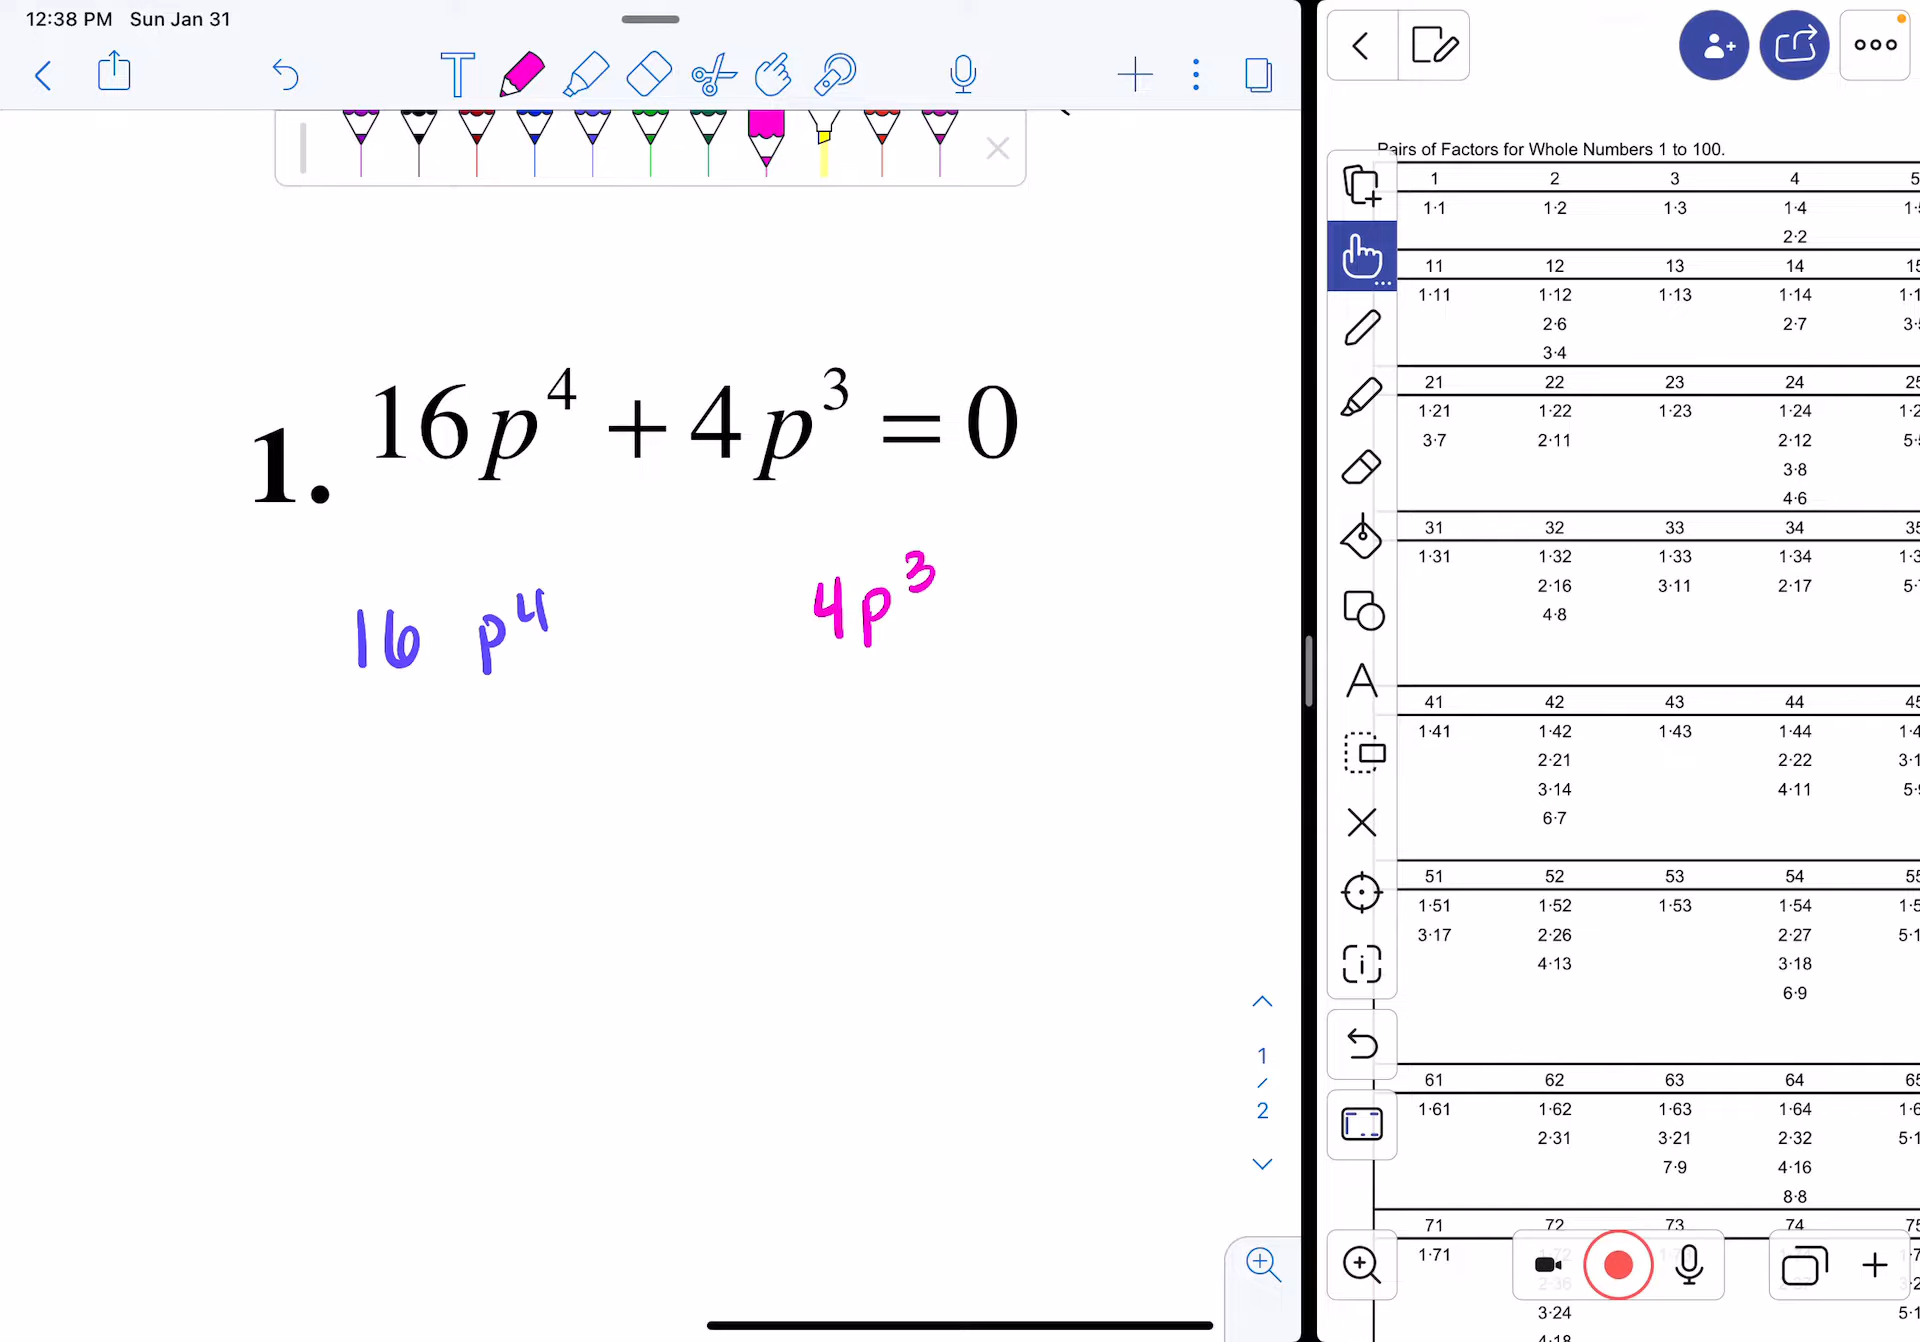 12:38 PM Sun Jan 31
1. 16p⁴ + 4p³ = 0
16 p⁴ 4p³
1
/
2
Pairs of Factors for Whole Numbers 1 to 100.
1 2 3 4 5
1·1 1·2 1·3 1·4
2·2
11 12 13 14
1·11 1·12 1·13 1·14
2·6 2·7
3·4
21 22 23 24
1·21 1·22 1·23 1·24
3·7 2·11 2·12
3·8
4·6
31 32 33 34
1·31 1·32 1·33 1·34
2·16 3·11 2·17
4·8
41 42 43 44
1·41 1·42 1·43 1·44
2·21 2·22
3·14 4·11
6·7
51 52 53 54
1·51 1·52 1·53 1·54
3·17 2·26 2·27
4·13 3·18
6·9
61 62 63 64
1·61 1·62 1·63 1·64
2·31 3·21 2·32
7·9 4·16
8·8
71 72 73 74
1·71
3·24
4·18